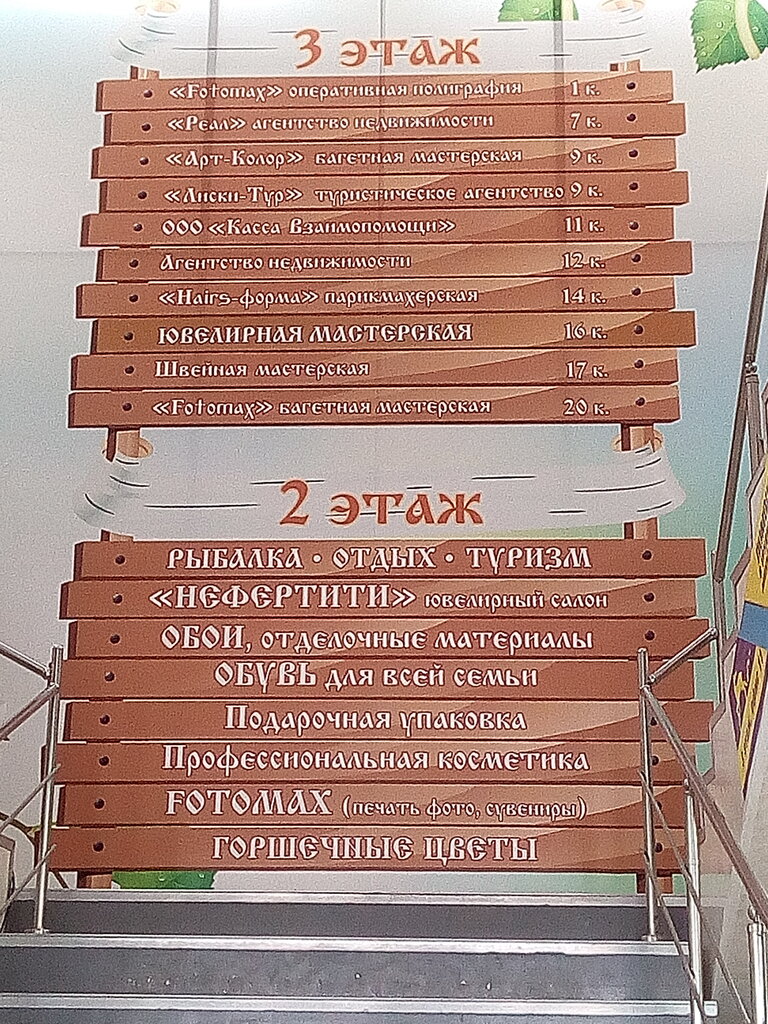 3 этаж
«Fotomax» оперативная полиграфия 1 к.
«Реал» агентство недвижимости 7 к.
«Арт-Колор» багетная мастерская 9 к.
«Лиски-Тур» туристическое агентство 9 к.
ООО «Касса Взаимопомощи» 11 к.
Агентство недвижимости 12 к.
«Hairs-форма» парикмахерская 14 к.
ЮВЕЛИРНАЯ МАСТЕРСКАЯ 16 к.
Швейная мастерская 17 к.
«Fotomax» багетная мастерская 20 к.
2 этаж
РЫБАЛКА • ОТДЫХ • ТУРИЗМ
«НЕФЕРТИТИ» ювелирный салон
ОБОИ, отделочные материалы
ОБУВЬ для всей семьи
Подарочная упаковка
Профессиональная косметика
FOTOMAX (печать фото, сувениры)
ГОРШЕЧНЫЕ ЦВЕТЫ